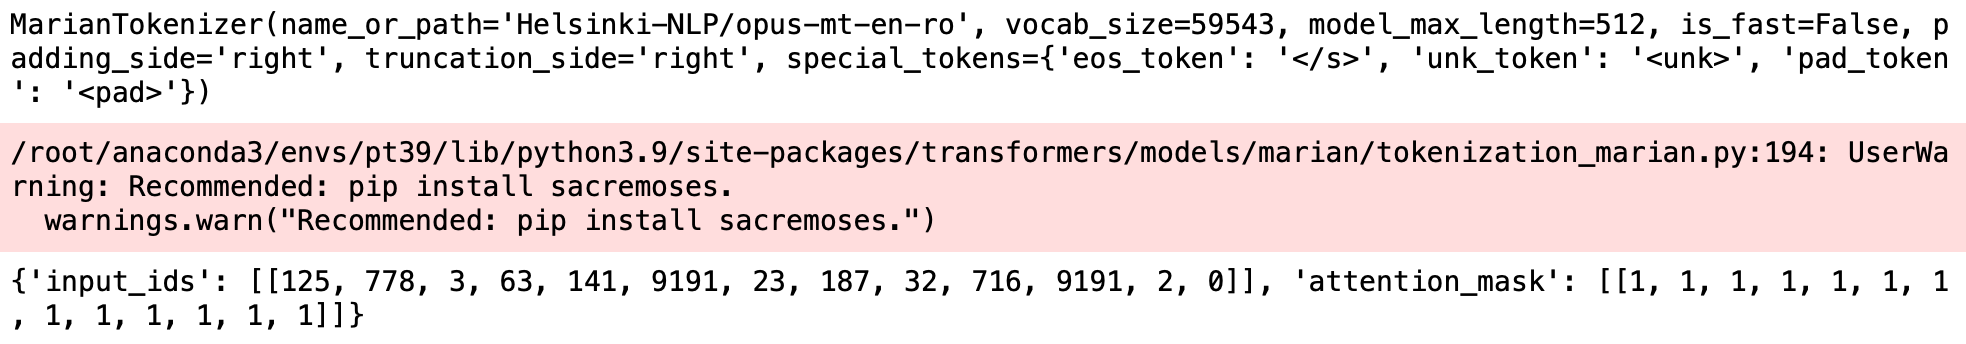 MarianTokenizer(name_or_path='Helsinki-NLP/opus-mt-en-ro', vocab_size=59543, model_max_length=512, is_fast=False, p
adding_side='right', truncation_side='right', special_tokens={'eos_token': '</s>', 'unk_token': '<unk>', 'pad_token
': '<pad>'})
/root/anaconda3/envs/pt39/lib/python3.9/site-packages/transformers/models/marian/tokenization_marian.py:194: UserWa
rning: Recommended: pip install sacremoses.
  warnings.warn("Recommended: pip install sacremoses.")
{'input_ids': [[125, 778, 3, 63, 141, 9191, 23, 187, 32, 716, 9191, 2, 0]], 'attention_mask': [[1, 1, 1, 1, 1, 1, 1
, 1, 1, 1, 1, 1, 1]]}